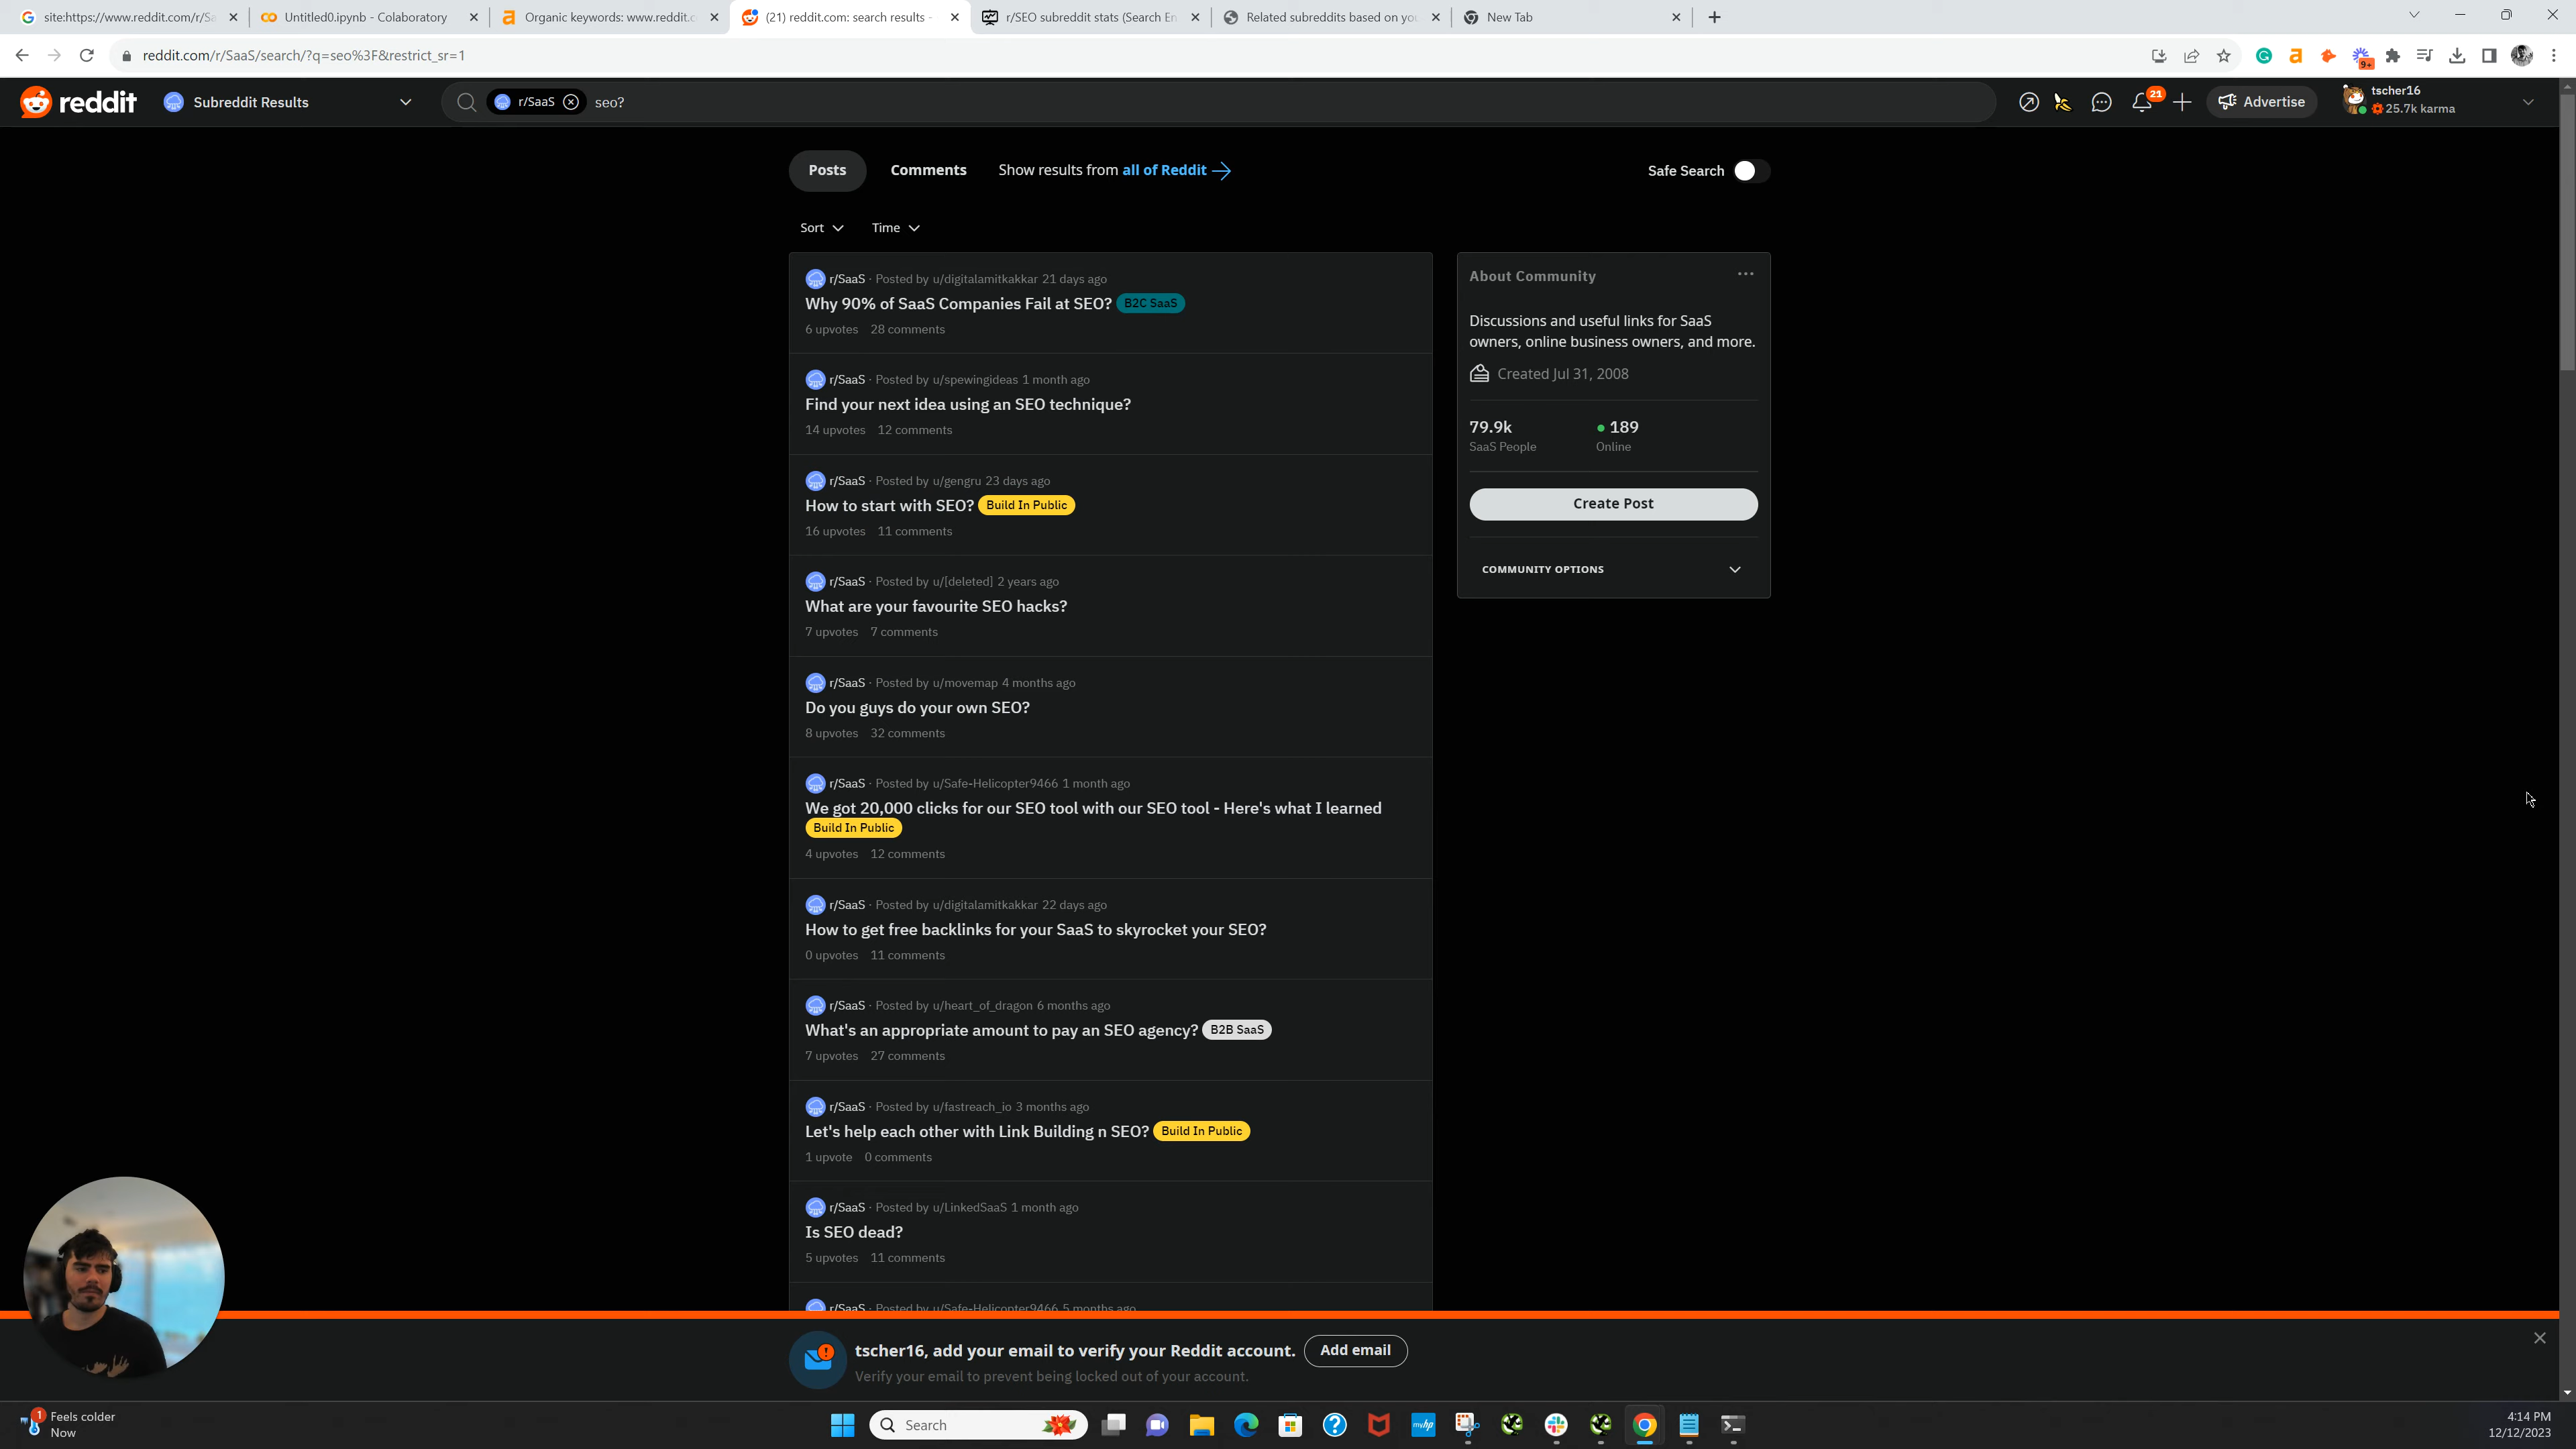 site:https://www.reddit.com/r/Sa
Untitled0.ipynb - Colaboratory
Organic keywords: www.reddit.c
(21) reddit.com: search results -
r/SEO subreddit stats (Search En
Related subreddits based on yo
New Tab
reddit.com/r/SaaS/search/?q=seo%3F&restrict_sr=1
9+
reddit
Subreddit Results
r/SaaS
seo?
21
Advertise
tscher16
25.7k karma
Posts
Comments
Show results from all of Reddit
Safe Search
Sort
Time
r/SaaS · Posted by u/digitalamitkakkar 21 days ago
Why 90% of SaaS Companies Fail at SEO? B2C SaaS
6 upvotes 28 comments
r/SaaS · Posted by u/spewingideas 1 month ago
Find your next idea using an SEO technique?
14 upvotes 12 comments
r/SaaS · Posted by u/gengru 23 days ago
How to start with SEO? Build In Public
16 upvotes 11 comments
r/SaaS · Posted by u/[deleted] 2 years ago
What are your favourite SEO hacks?
7 upvotes 7 comments
r/SaaS · Posted by u/movemap 4 months ago
Do you guys do your own SEO?
8 upvotes 32 comments
r/SaaS · Posted by u/Safe-Helicopter9466 1 month ago
We got 20,000 clicks for our SEO tool with our SEO tool - Here's what I learned
Build In Public
4 upvotes 12 comments
r/SaaS · Posted by u/digitalamitkakkar 22 days ago
How to get free backlinks for your SaaS to skyrocket your SEO?
0 upvotes 11 comments
r/SaaS · Posted by u/heart_of_dragon 6 months ago
What's an appropriate amount to pay an SEO agency? B2B SaaS
7 upvotes 27 comments
r/SaaS · Posted by u/fastreach_io 3 months ago
Let's help each other with Link Building n SEO? Build In Public
1 upvote 0 comments
r/SaaS · Posted by u/LinkedSaaS 1 month ago
Is SEO dead?
5 upvotes 11 comments
r/SaaS · Posted by u/Safe-Helicopter9466 5 months ago
About Community
Discussions and useful links for SaaS
owners, online business owners, and more.
Created Jul 31, 2008
79.9k
189
SaaS People
Online
Create Post
COMMUNITY OPTIONS
tscher16, add your email to verify your Reddit account.
Add email
Verify your email to prevent being locked out of your account.
1
Feels colder
Now
Search
myhp
4:14 PM
12/12/2023